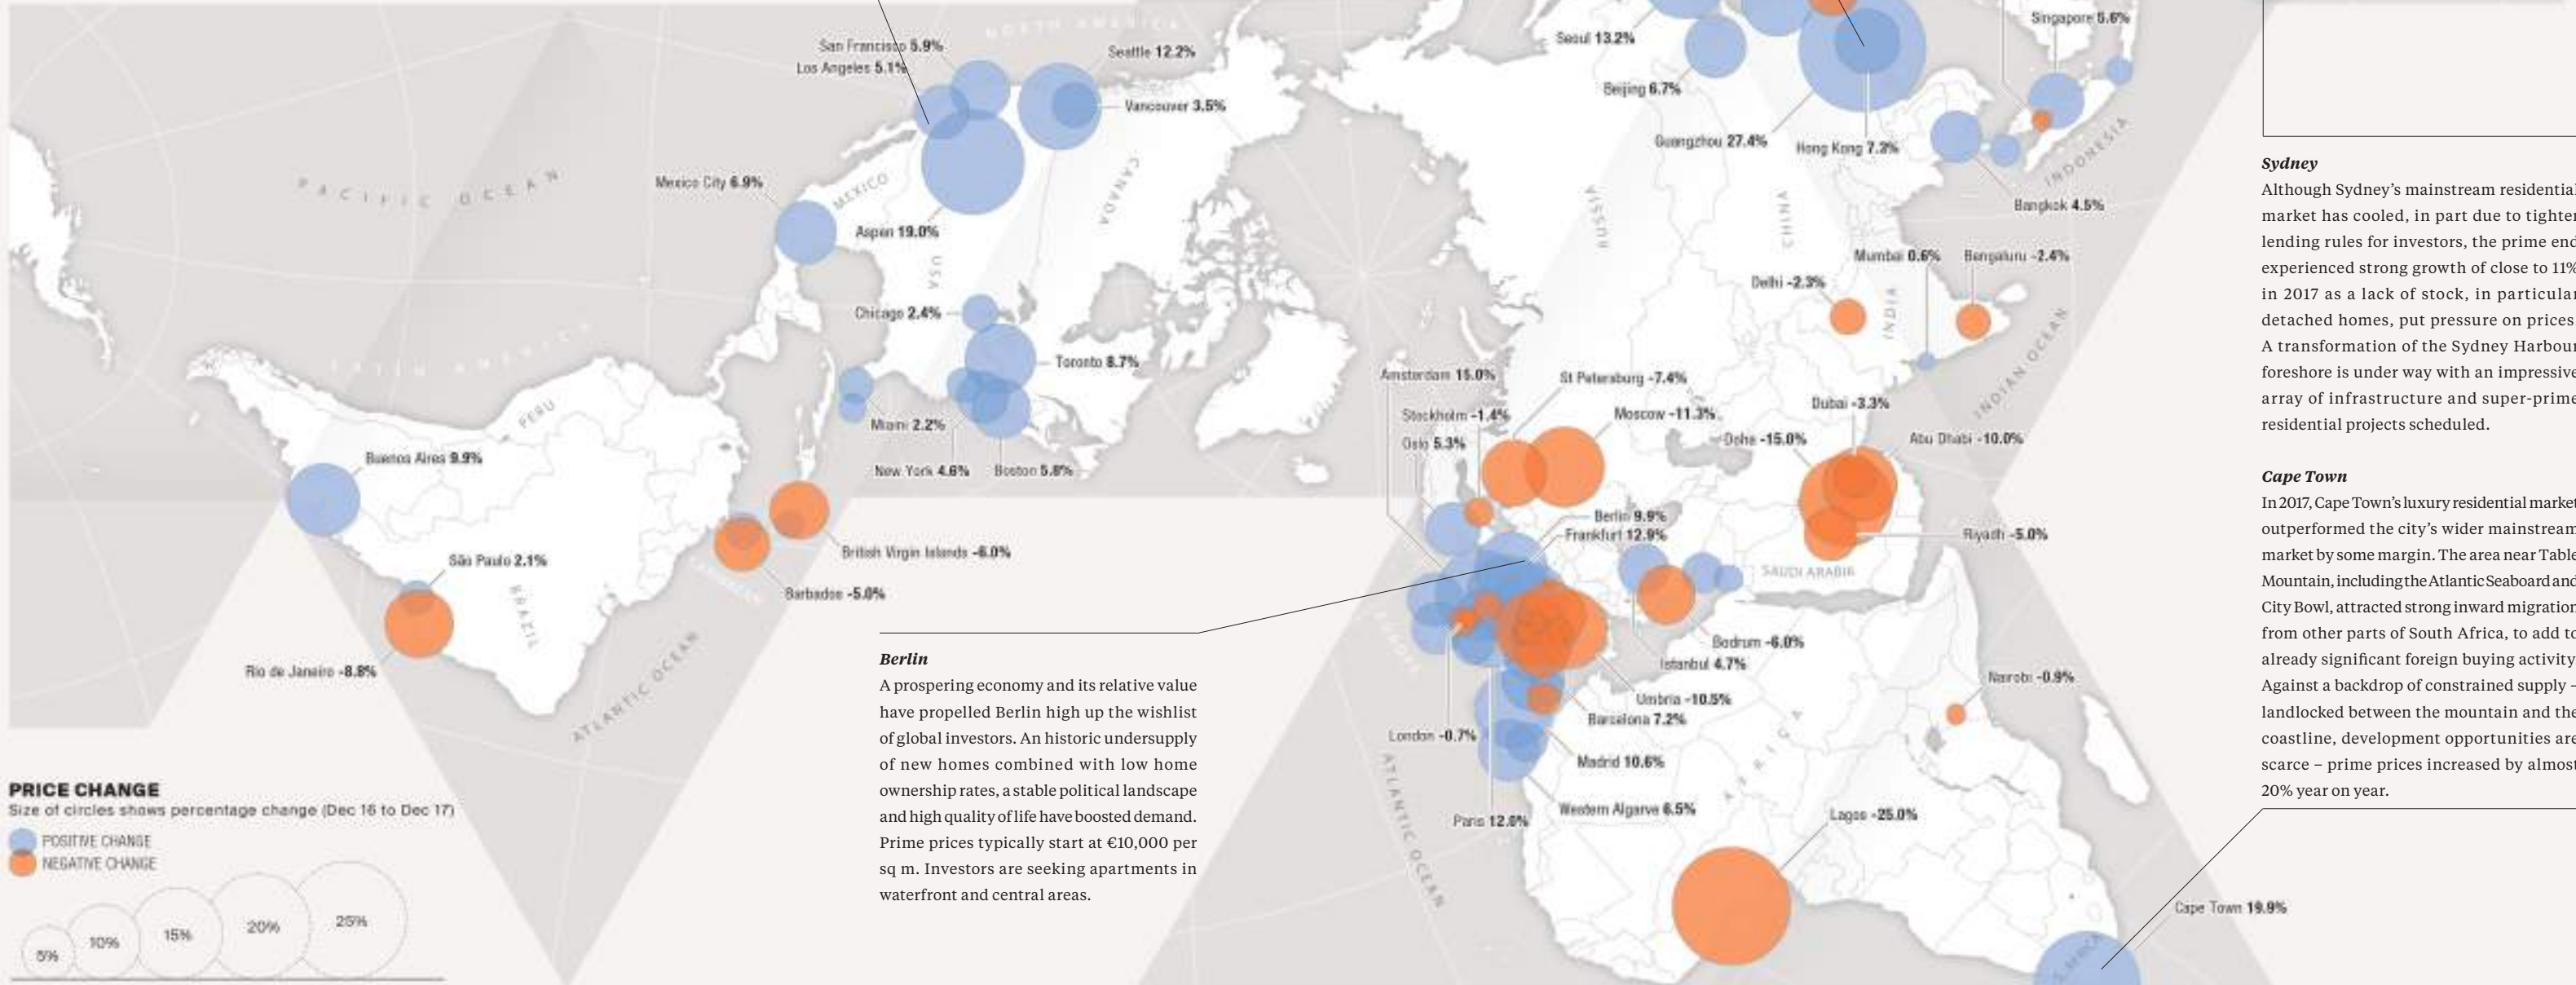 NORTH AMERICA
San Francisco 5.9%
Los Angeles 5.1%
Seattle 12.2%
Vancouver 3.5%
Mexico City 6.9%
MEXICO
CANADA
PACIFIC OCEAN
Aspen 19.0%
USA
Chicago 2.4%
Toronto 8.7%
LATIN AMERICA
PERU
Miami 2.2%
New York 4.6%
Boston 5.8%
Buenos Aires 9.9%
São Paulo 2.1%
BRAZIL
British Virgin Islands -6.0%
Barbados -5.0%
Rio de Janeiro -8.8%
ATLANTIC OCEAN
Seoul 13.2%
Beijing 6.7%
Guangzhou 27.4%
Hong Kong 7.2%
Singapore 5.6%
INDONESIA
Bangkok 4.5%
RUSSIA
CHINA
Mumbai 0.6%
Bengaluru -2.4%
Delhi -2.3%
INDIA
INDIAN OCEAN
Amsterdam 15.0%
St Petersburg -7.4%
Stockholm -1.4%
Moscow -11.3%
Dubai -3.3%
Oslo 5.3%
Doha -15.0%
Abu Dhabi -10.0%
Berlin 9.9%
Frankfurt 12.9%
Riyadh -5.0%
SAUDI ARABIA
Bodrum -6.0%
Istanbul 4.7%
Nairobi -0.9%
Umbria -10.5%
Barcelona 7.2%
London -0.7%
Madrid 10.6%
AFRICA
ATLANTIC OCEAN
Western Algarve 6.5%
Paris 12.0%
Lagos -25.0%
Cape Town 19.9%
S.AFRICA
Berlin
A prospering economy and its relative value
have propelled Berlin high up the wishlist
of global investors. An historic undersupply
of new homes combined with low home
ownership rates, a stable political landscape
and high quality of life have boosted demand.
Prime prices typically start at €10,000 per
sq m. Investors are seeking apartments in
waterfront and central areas.
Sydney
Although Sydney’s mainstream residential
market has cooled, in part due to tighter
lending rules for investors, the prime end
experienced strong growth of close to 11%
in 2017 as a lack of stock, in particular
detached homes, put pressure on prices.
A transformation of the Sydney Harbour
foreshore is under way with an impressive
array of infrastructure and super-prime
residential projects scheduled.
Cape Town
In 2017, Cape Town’s luxury residential market
outperformed the city’s wider mainstream
market by some margin. The area near Table
Mountain, including the Atlantic Seaboard and
City Bowl, attracted strong inward migration
from other parts of South Africa, to add to
already significant foreign buying activity.
Against a backdrop of constrained supply –
landlocked between the mountain and the
coastline, development opportunities are
scarce – prime prices increased by almost
20% year on year.
PRICE CHANGE
Size of circles shows percentage change (Dec 16 to Dec 17)
POSITIVE CHANGE
NEGATIVE CHANGE
5%
10%
15%
20%
25%